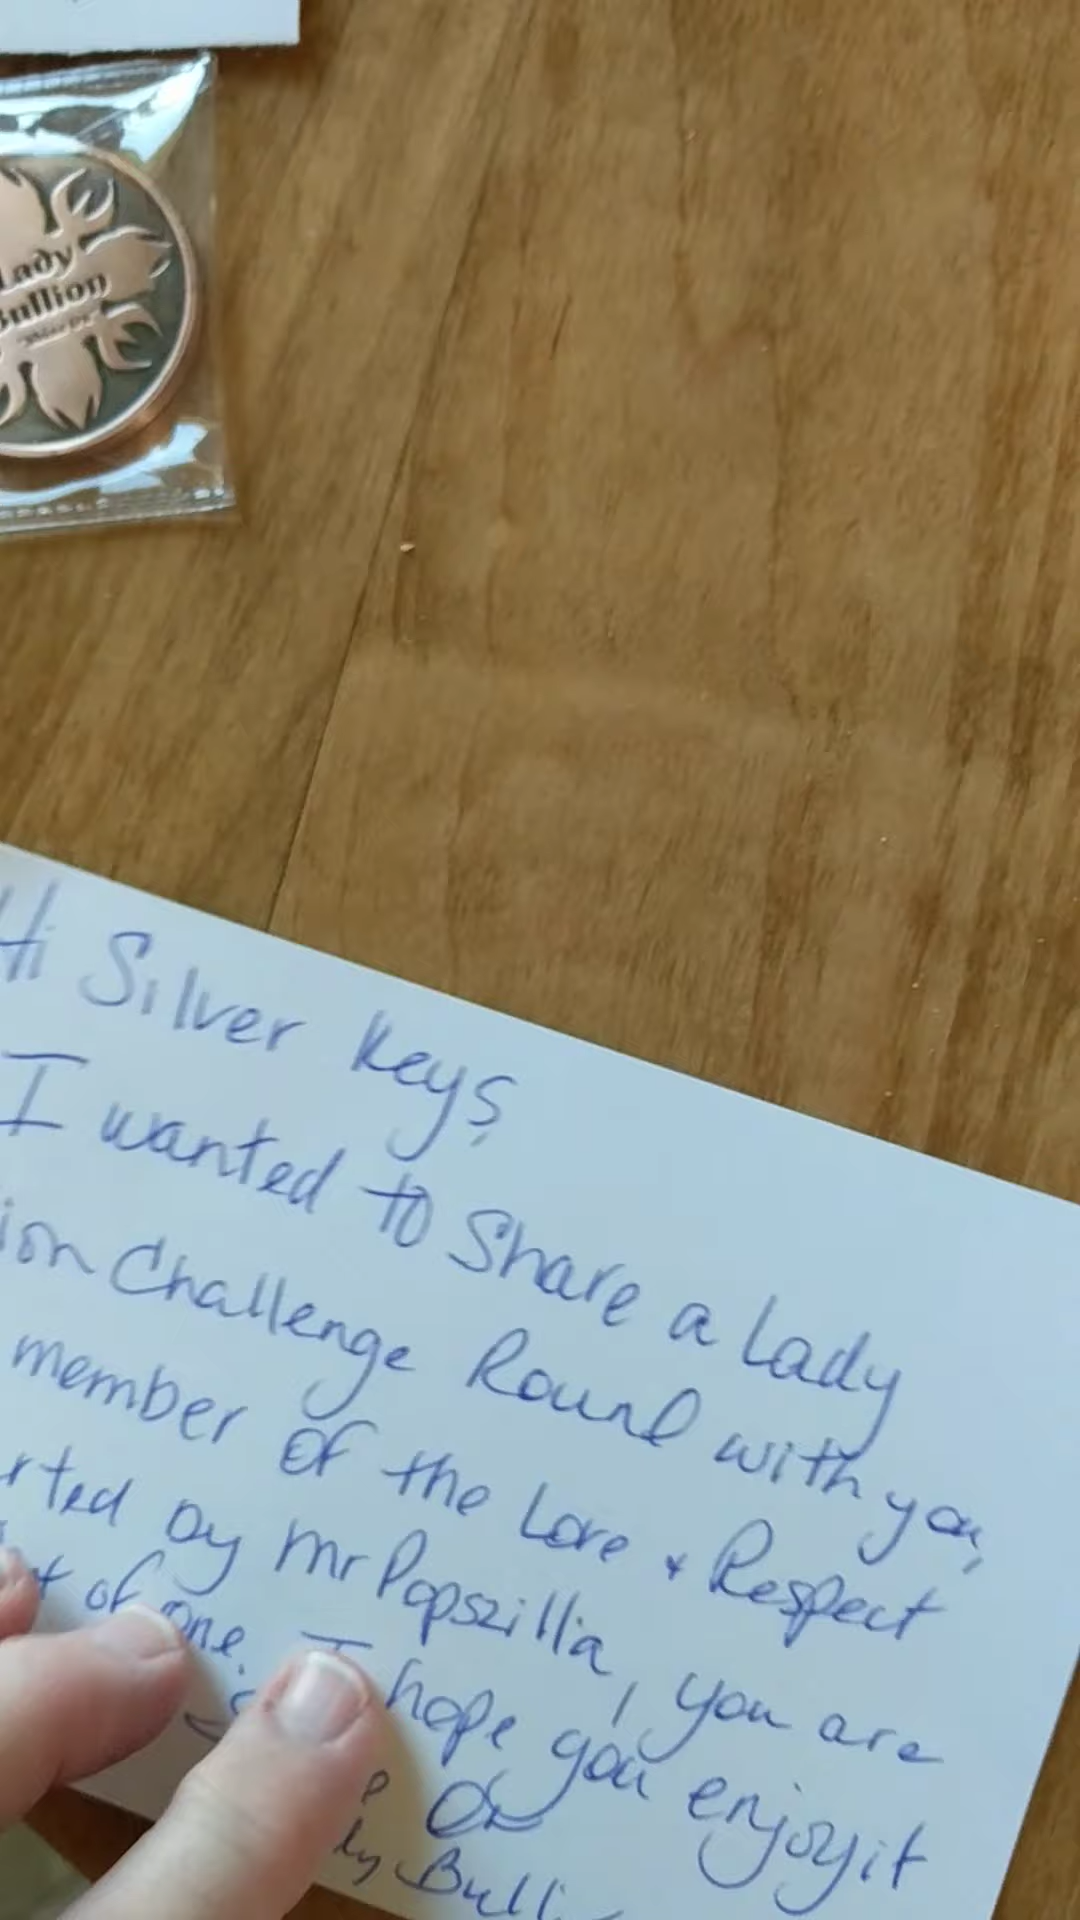 Lady
Bullion
Hi Silver Keys,
I wanted to Share a Lady
ion Challenge Round with you,
member of the Love + Respect
rted by Mr Popszilla, you are
of one. I hope you enjoy it
Bulli